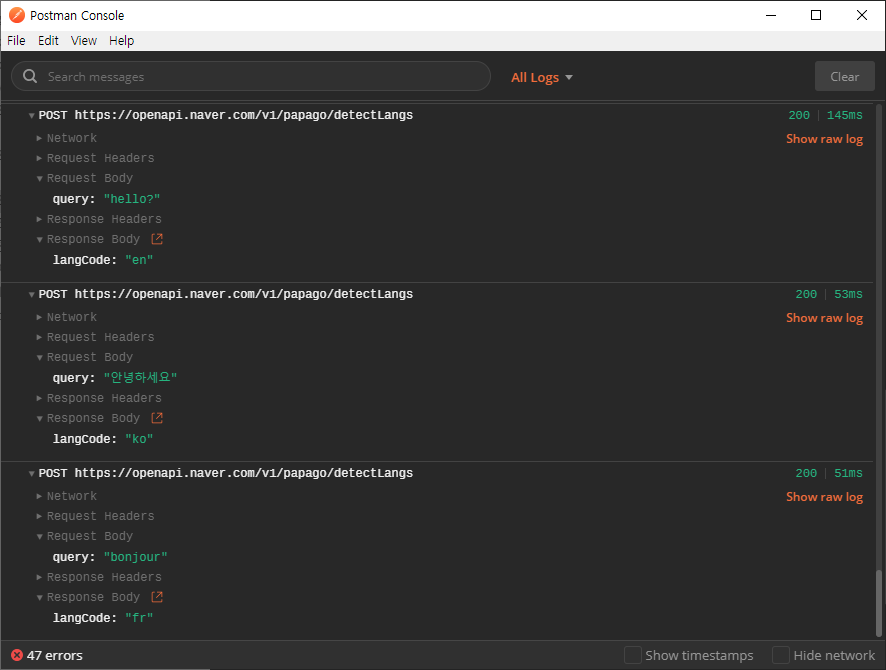 Postman Console
File Edit View Help
Search messages
All Logs
Clear
POST https://openapi.naver.com/v1/papago/detectLangs 200 | 145ms
Network Show raw log
Request Headers
Request Body
query: "hello?"
Response Headers
Response Body
langCode: "en"
POST https://openapi.naver.com/v1/papago/detectLangs 200 | 53ms
Network Show raw log
Request Headers
Request Body
query: "안녕하세요"
Response Headers
Response Body
langCode: "ko"
POST https://openapi.naver.com/v1/papago/detectLangs 200 | 51ms
Network Show raw log
Request Headers
Request Body
query: "bonjour"
Response Headers
Response Body
langCode: "fr"
47 errors Show timestamps Hide network